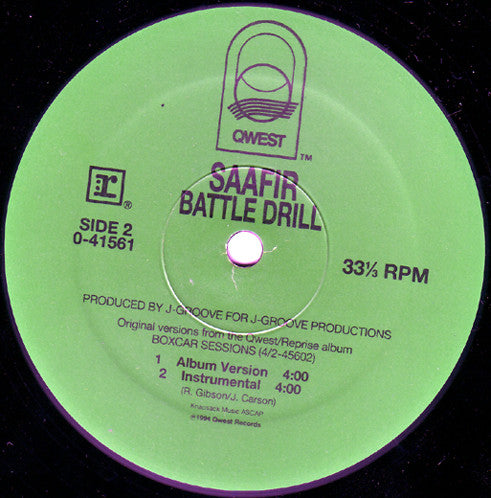 QWEST
™
SAAFIR
BATTLE DRILL
r
®
SIDE 2
0-41561
33⅓ RPM
PRODUCED BY J-GROOVE FOR J-GROOVE PRODUCTIONS
Original versions from the Qwest/Reprise album
BOXCAR SESSIONS (4/2-45602)
1 Album Version 4:00
2 Instrumental 4:00
(R. Gibson/J. Carson)
Knapsack Music ASCAP
℗1994 Qwest Records